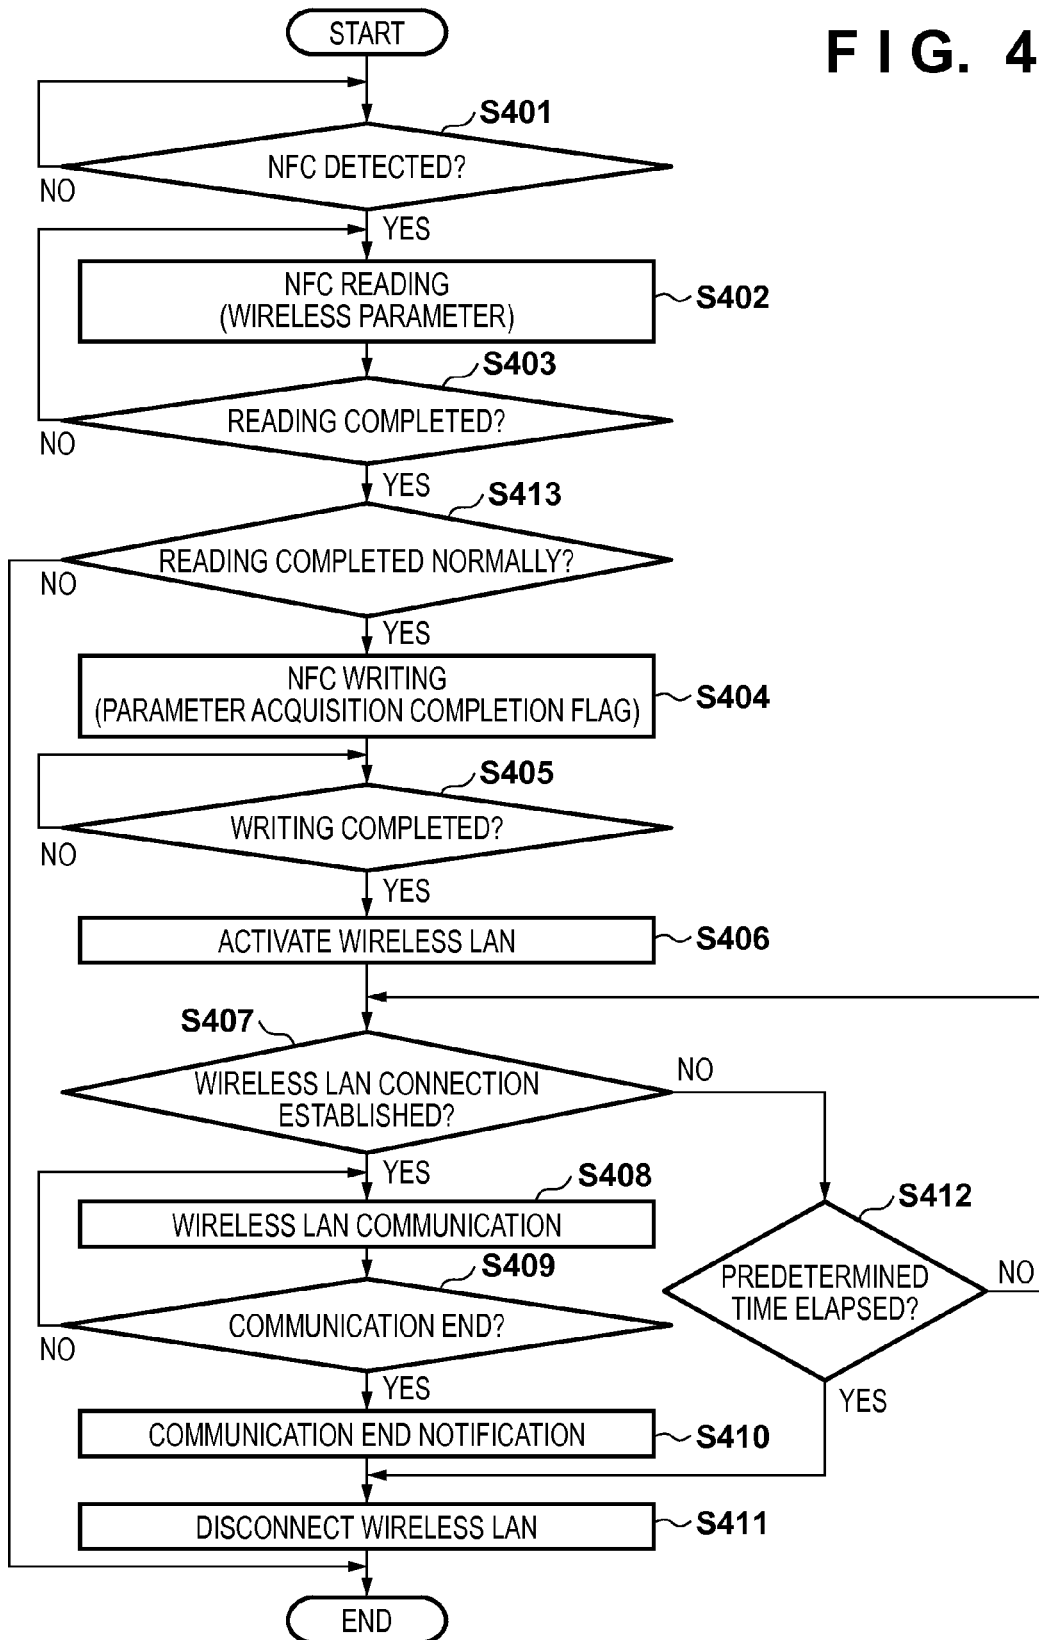 START
FIG. 4
S401
NFC DETECTED?
NO
YES
NFC READING
(WIRELESS PARAMETER)
S402
S403
READING COMPLETED?
NO
YES
S413
READING COMPLETED NORMALLY?
NO
YES
NFC WRITING
(PARAMETER ACQUISITION COMPLETION FLAG)
S404
S405
WRITING COMPLETED?
NO
YES
ACTIVATE WIRELESS LAN
S406
S407
WIRELESS LAN CONNECTION
ESTABLISHED?
NO
YES
S408
WIRELESS LAN COMMUNICATION
S412
PREDETERMINED
TIME ELAPSED?
NO
YES
S409
COMMUNICATION END?
NO
YES
COMMUNICATION END NOTIFICATION
S410
DISCONNECT WIRELESS LAN
S411
END